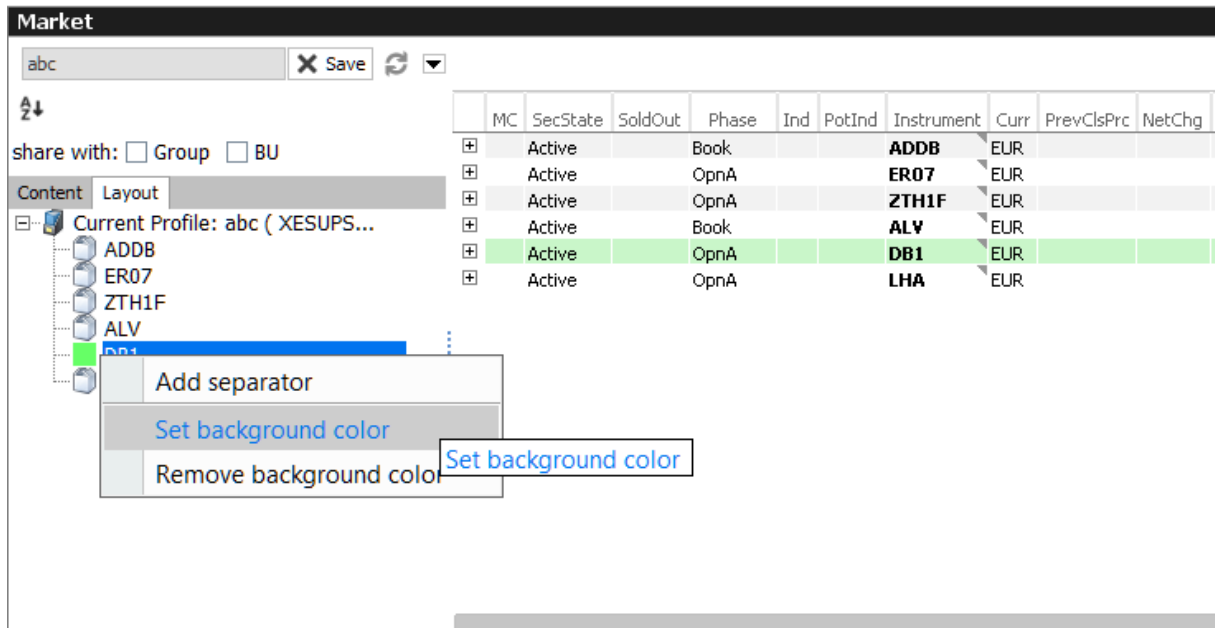 Market
abc
Save
A
Z
share with: Group BU
Content Layout
Current Profile: abc ( XESUPS...
ADDB
ER07
ZTH1F
ALV
DB1
Add separator
Set background color
Remove background color
Set background color
MC SecState SoldOut Phase Ind PotInd Instrument Curr PrevClsPrc NetChg
Active Book ADDB EUR
Active OpnA ER07 EUR
Active OpnA ZTH1F EUR
Active Book ALV EUR
Active OpnA DB1 EUR
Active OpnA LHA EUR